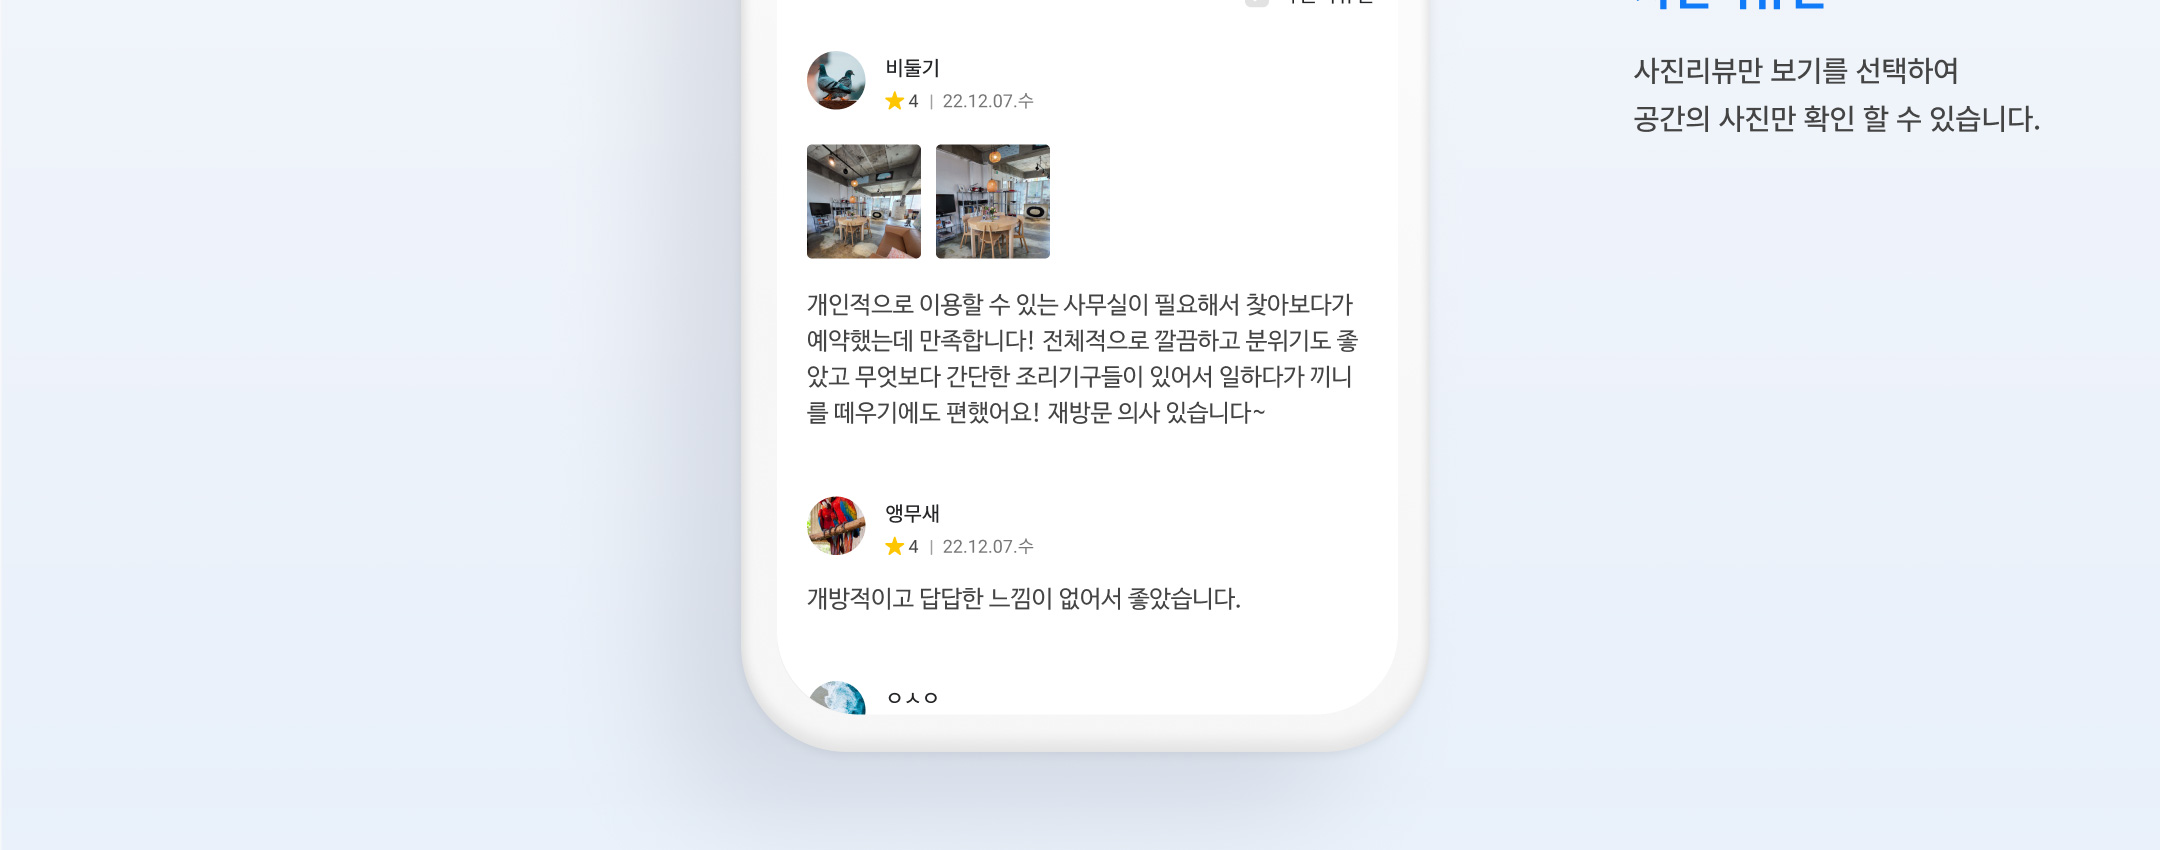 비둘기
4 | 22.12.07.수
개인적으로 이용할 수 있는 사무실이 필요해서 찾아보다가
예약했는데 만족합니다! 전체적으로 깔끔하고 분위기도 좋
았고 무엇보다 간단한 조리기구들이 있어서 일하다가 끼니
를 떼우기에도 편했어요! 재방문 의사 있습니다~
앵무새
4 | 22.12.07.수
개방적이고 답답한 느낌이 없어서 좋았습니다.
ㅇㅅㅇ
사진리뷰만 보기를 선택하여
공간의 사진만 확인 할 수 있습니다.